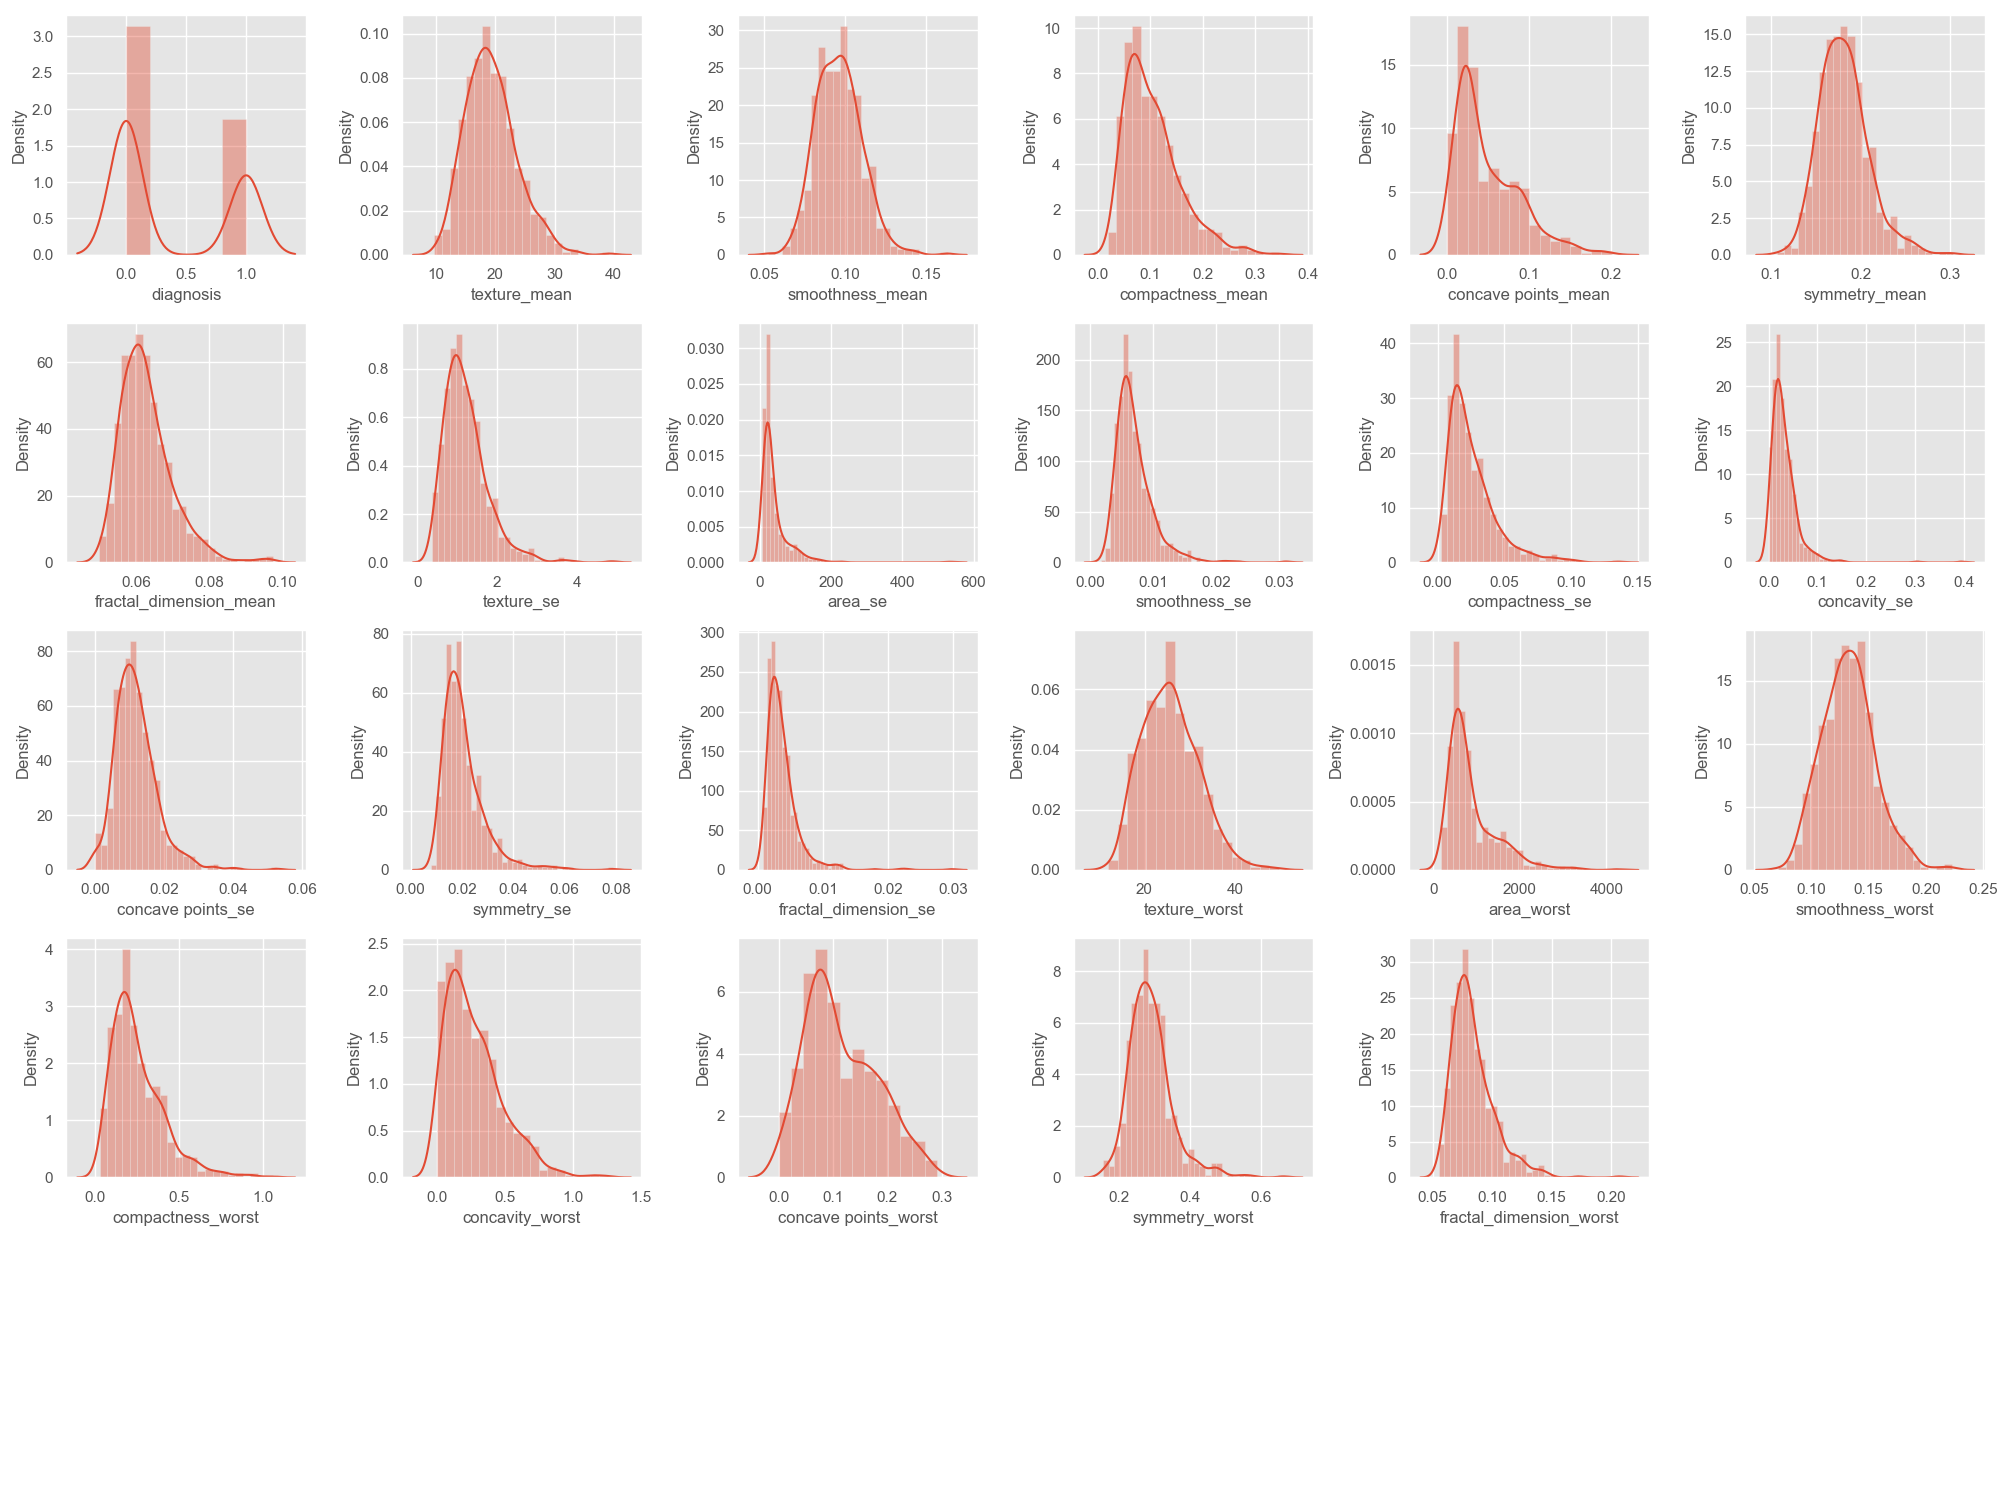 3.0
2.5
2.0
1.5
1.0
0.5
0.0
Density
0.0 0.5 1.0
diagnosis
0.10
0.08
0.06
0.04
0.02
0.00
Density
10 20 30 40
texture_mean
30
25
20
15
10
5
0
Density
0.05 0.10 0.15
smoothness_mean
10
8
6
4
2
0
Density
0.0 0.1 0.2 0.3 0.4
compactness_mean
15
10
5
0
Density
0.0 0.1 0.2
concave points_mean
15.0
12.5
10.0
7.5
5.0
2.5
0.0
Density
0.1 0.2 0.3
symmetry_mean
60
40
20
0
Density
0.06 0.08 0.10
fractal_dimension_mean
0.8
0.6
0.4
0.2
0.0
Density
0 2 4
texture_se
0.030
0.025
0.020
0.015
0.010
0.005
0.000
Density
0 200 400 600
area_se
200
150
100
50
0
Density
0.00 0.01 0.02 0.03
smoothness_se
40
30
20
10
0
Density
0.00 0.05 0.10 0.15
compactness_se
25
20
15
10
5
0
Density
0.0 0.1 0.2 0.3 0.4
concavity_se
80
60
40
20
0
Density
0.00 0.02 0.04 0.06
concave points_se
80
60
40
20
0
Density
0.00 0.02 0.04 0.06 0.08
symmetry_se
300
250
200
150
100
50
0
Density
0.00 0.01 0.02 0.03
fractal_dimension_se
0.06
0.04
0.02
0.00
Density
20 40
texture_worst
0.0015
0.0010
0.0005
0.0000
Density
0 2000 4000
area_worst
15
10
5
0
Density
0.05 0.10 0.15 0.20 0.25
smoothness_worst
4
3
2
1
0
Density
0.0 0.5 1.0
compactness_worst
2.5
2.0
1.5
1.0
0.5
0.0
Density
0.0 0.5 1.0 1.5
concavity_worst
6
4
2
0
Density
0.0 0.1 0.2 0.3
concave points_worst
8
6
4
2
0
Density
0.2 0.4 0.6
symmetry_worst
30
25
20
15
10
5
0
Density
0.05 0.10 0.15 0.20
fractal_dimension_worst